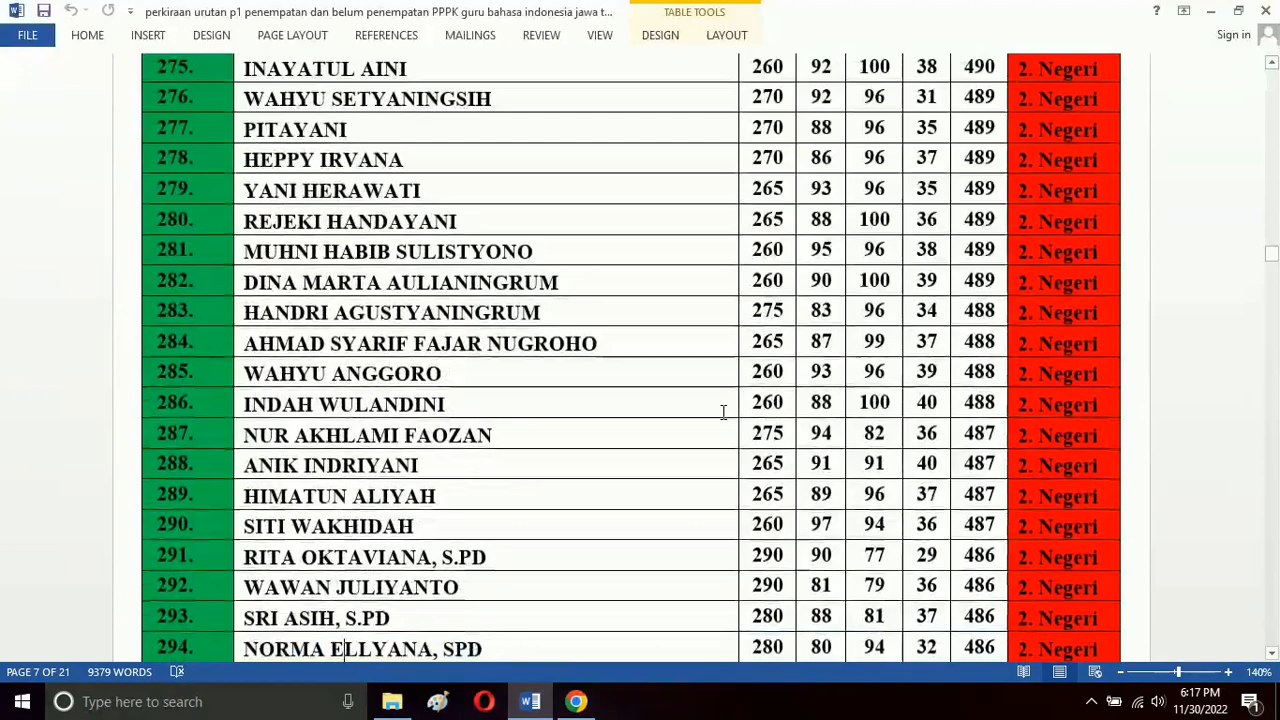 perkiraan urutan p1 penempatan dan belum penempatan PPPK guru bahasa indonesia jawa t...
TABLE TOOLS
?
FILE HOME INSERT DESIGN PAGE LAYOUT REFERENCES MAILINGS REVIEW VIEW DESIGN LAYOUT Sign in
275. INAYATUL AINI 260 92 100 38 490 2. Negeri
276. WAHYU SETYANINGSIH 270 92 96 31 489 2. Negeri
277. PITAYANI 270 88 96 35 489 2. Negeri
278. HEPPY IRVANA 270 86 96 37 489 2. Negeri
279. YANI HERAWATI 265 93 96 35 489 2. Negeri
280. REJEKI HANDAYANI 265 88 100 36 489 2. Negeri
281. MUHNI HABIB SULISTYONO 260 95 96 38 489 2. Negeri
282. DINA MARTA AULIANINGRUM 260 90 100 39 489 2. Negeri
283. HANDRI AGUSTYANINGRUM 275 83 96 34 488 2. Negeri
284. AHMAD SYARIF FAJAR NUGROHO 265 87 99 37 488 2. Negeri
285. WAHYU ANGGORO 260 93 96 39 488 2. Negeri
286. INDAH WULANDINI 260 88 100 40 488 2. Negeri
287. NUR AKHLAMI FAOZAN 275 94 82 36 487 2. Negeri
288. ANIK INDRIYANI 265 91 91 40 487 2. Negeri
289. HIMATUN ALIYAH 265 89 96 37 487 2. Negeri
290. SITI WAKHIDAH 260 97 94 36 487 2. Negeri
291. RITA OKTAVIANA, S.PD 290 90 77 29 486 2. Negeri
292. WAWAN JULIYANTO 290 81 79 36 486 2. Negeri
293. SRI ASIH, S.PD 280 88 81 37 486 2. Negeri
294. NORMA ELLYANA, SPD 280 80 94 32 486 2. Negeri
PAGE 7 OF 21 9379 WORDS 140%
Type here to search
6:17 PM
11/30/2022